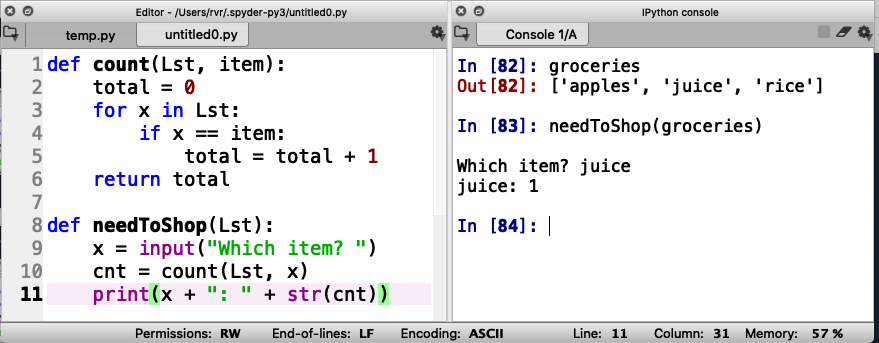 Editor - /Users/rvr/.spyder-py3/untitled0.py
temp.py untitled0.py
1 def count(Lst, item):
2     total = 0
3     for x in Lst:
4         if x == item:
5             total = total + 1
6     return total
7
8 def needToShop(Lst):
9     x = input("Which item? ")
10     cnt = count(Lst, x)
11     print(x + ": " + str(cnt))
IPython console
Console 1/A
In [82]: groceries
Out[82]: ['apples', 'juice', 'rice']
In [83]: needToShop(groceries)
Which item? juice
juice: 1
In [84]:
Permissions: RW End-of-lines: LF Encoding: ASCII Line: 11 Column: 31 Memory: 57 %